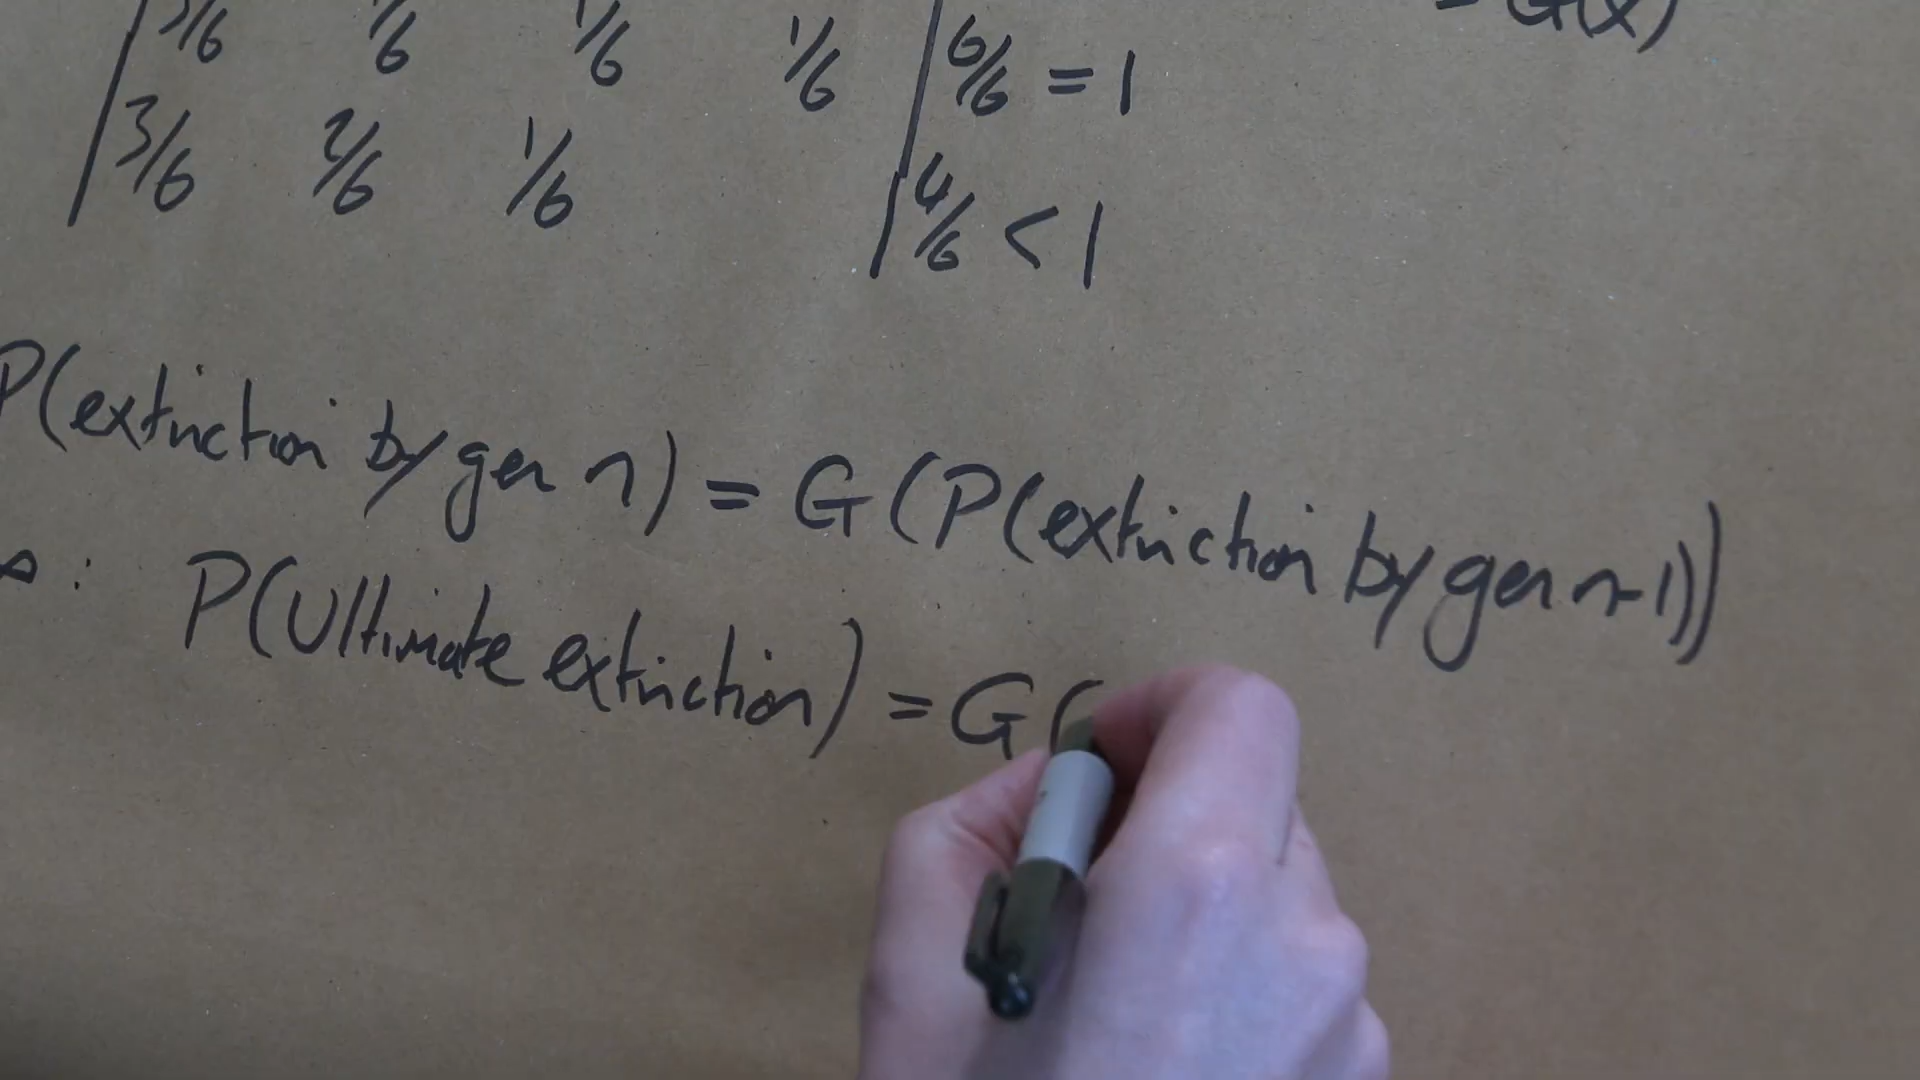 = G(x)
3/6 1/6 1/6 1/6 | 6/6 = 1
3/6 2/6 1/6 | 4/6 < 1
P(extinction by gen n) = G(P(extinction by gen n-1))
∞: P(Ultimate extinction) = G(